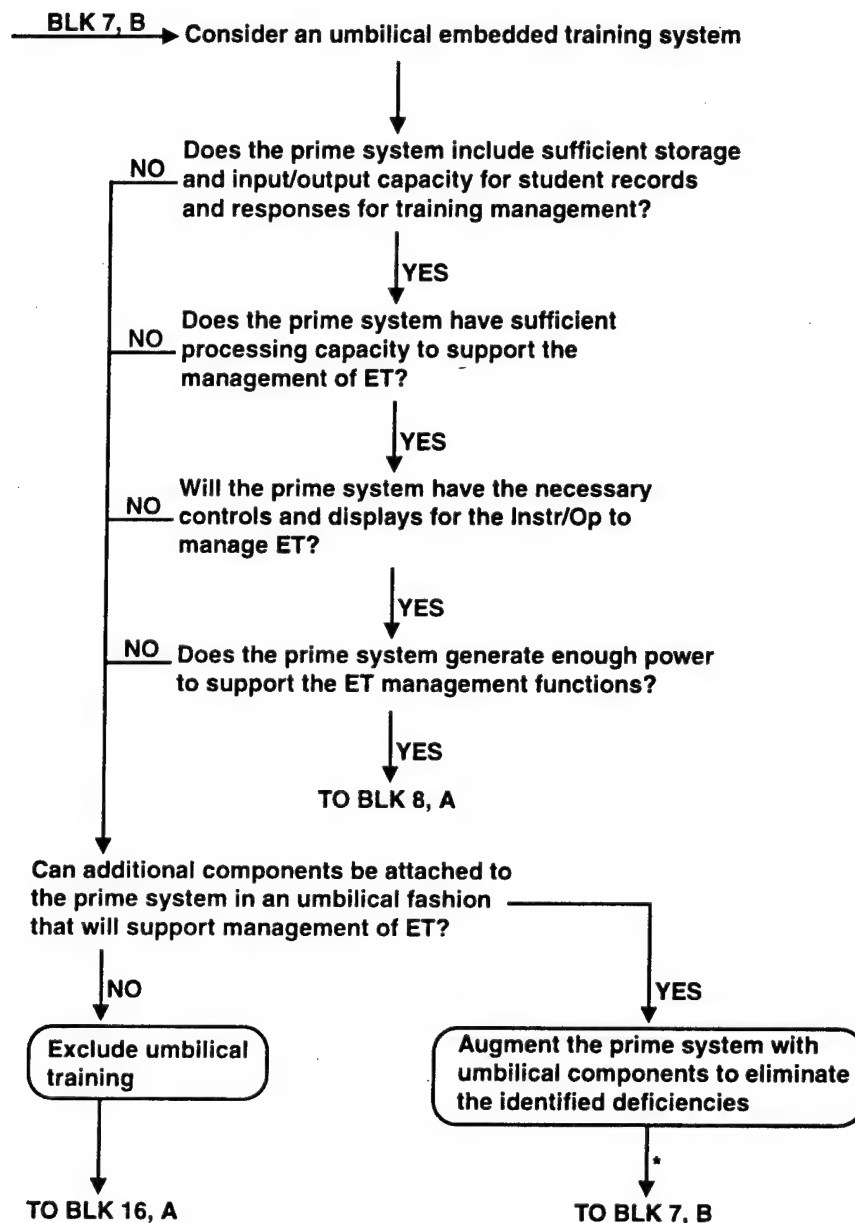 BLK 7, B
Consider an umbilical embedded training system
NO
Does the prime system include sufficient storage
and input/output capacity for student records
and responses for training management?
YES
NO
Does the prime system have sufficient
processing capacity to support the
management of ET?
YES
NO
Will the prime system have the necessary
controls and displays for the Instr/Op to
manage ET?
YES
NO
Does the prime system generate enough power
to support the ET management functions?
YES
TO BLK 8, A
Can additional components be attached to
the prime system in an umbilical fashion
that will support management of ET?
NO
YES
Exclude umbilical
training
Augment the prime system with
umbilical components to eliminate
the identified deficiencies
*
TO BLK 16, A
TO BLK 7, B